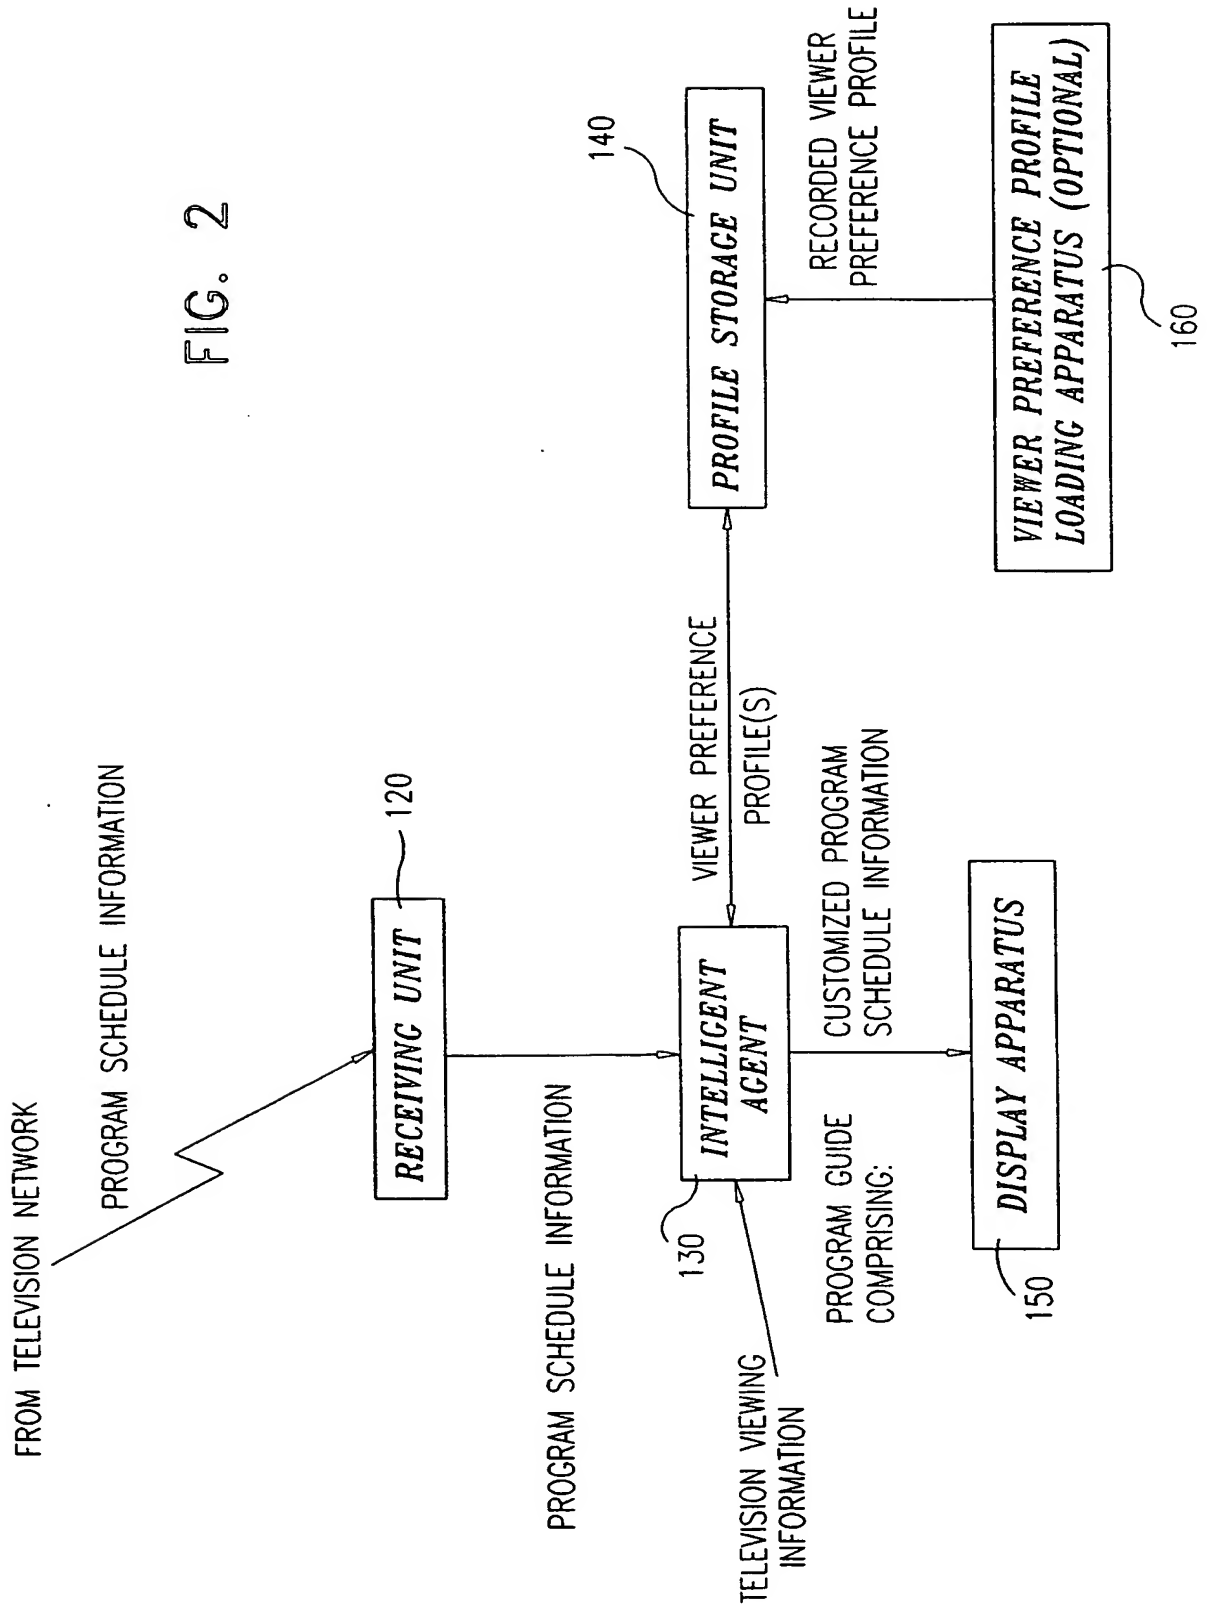 FIG. 2
FROM TELEVISION NETWORK
PROGRAM SCHEDULE INFORMATION
120
RECEIVING UNIT
PROGRAM SCHEDULE INFORMATION
140
PROFILE STORAGE UNIT
VIEWER PREFERENCE
PROFILE(S)
130
INTELLIGENT
AGENT
TELEVISION VIEWING
INFORMATION
PROGRAM GUIDE
COMPRISING:
CUSTOMIZED PROGRAM
SCHEDULE INFORMATION
RECORDED VIEWER
PREFERENCE PROFILE
150
DISPLAY APPARATUS
VIEWER PREFERENCE PROFILE
LOADING APPARATUS (OPTIONAL)
160